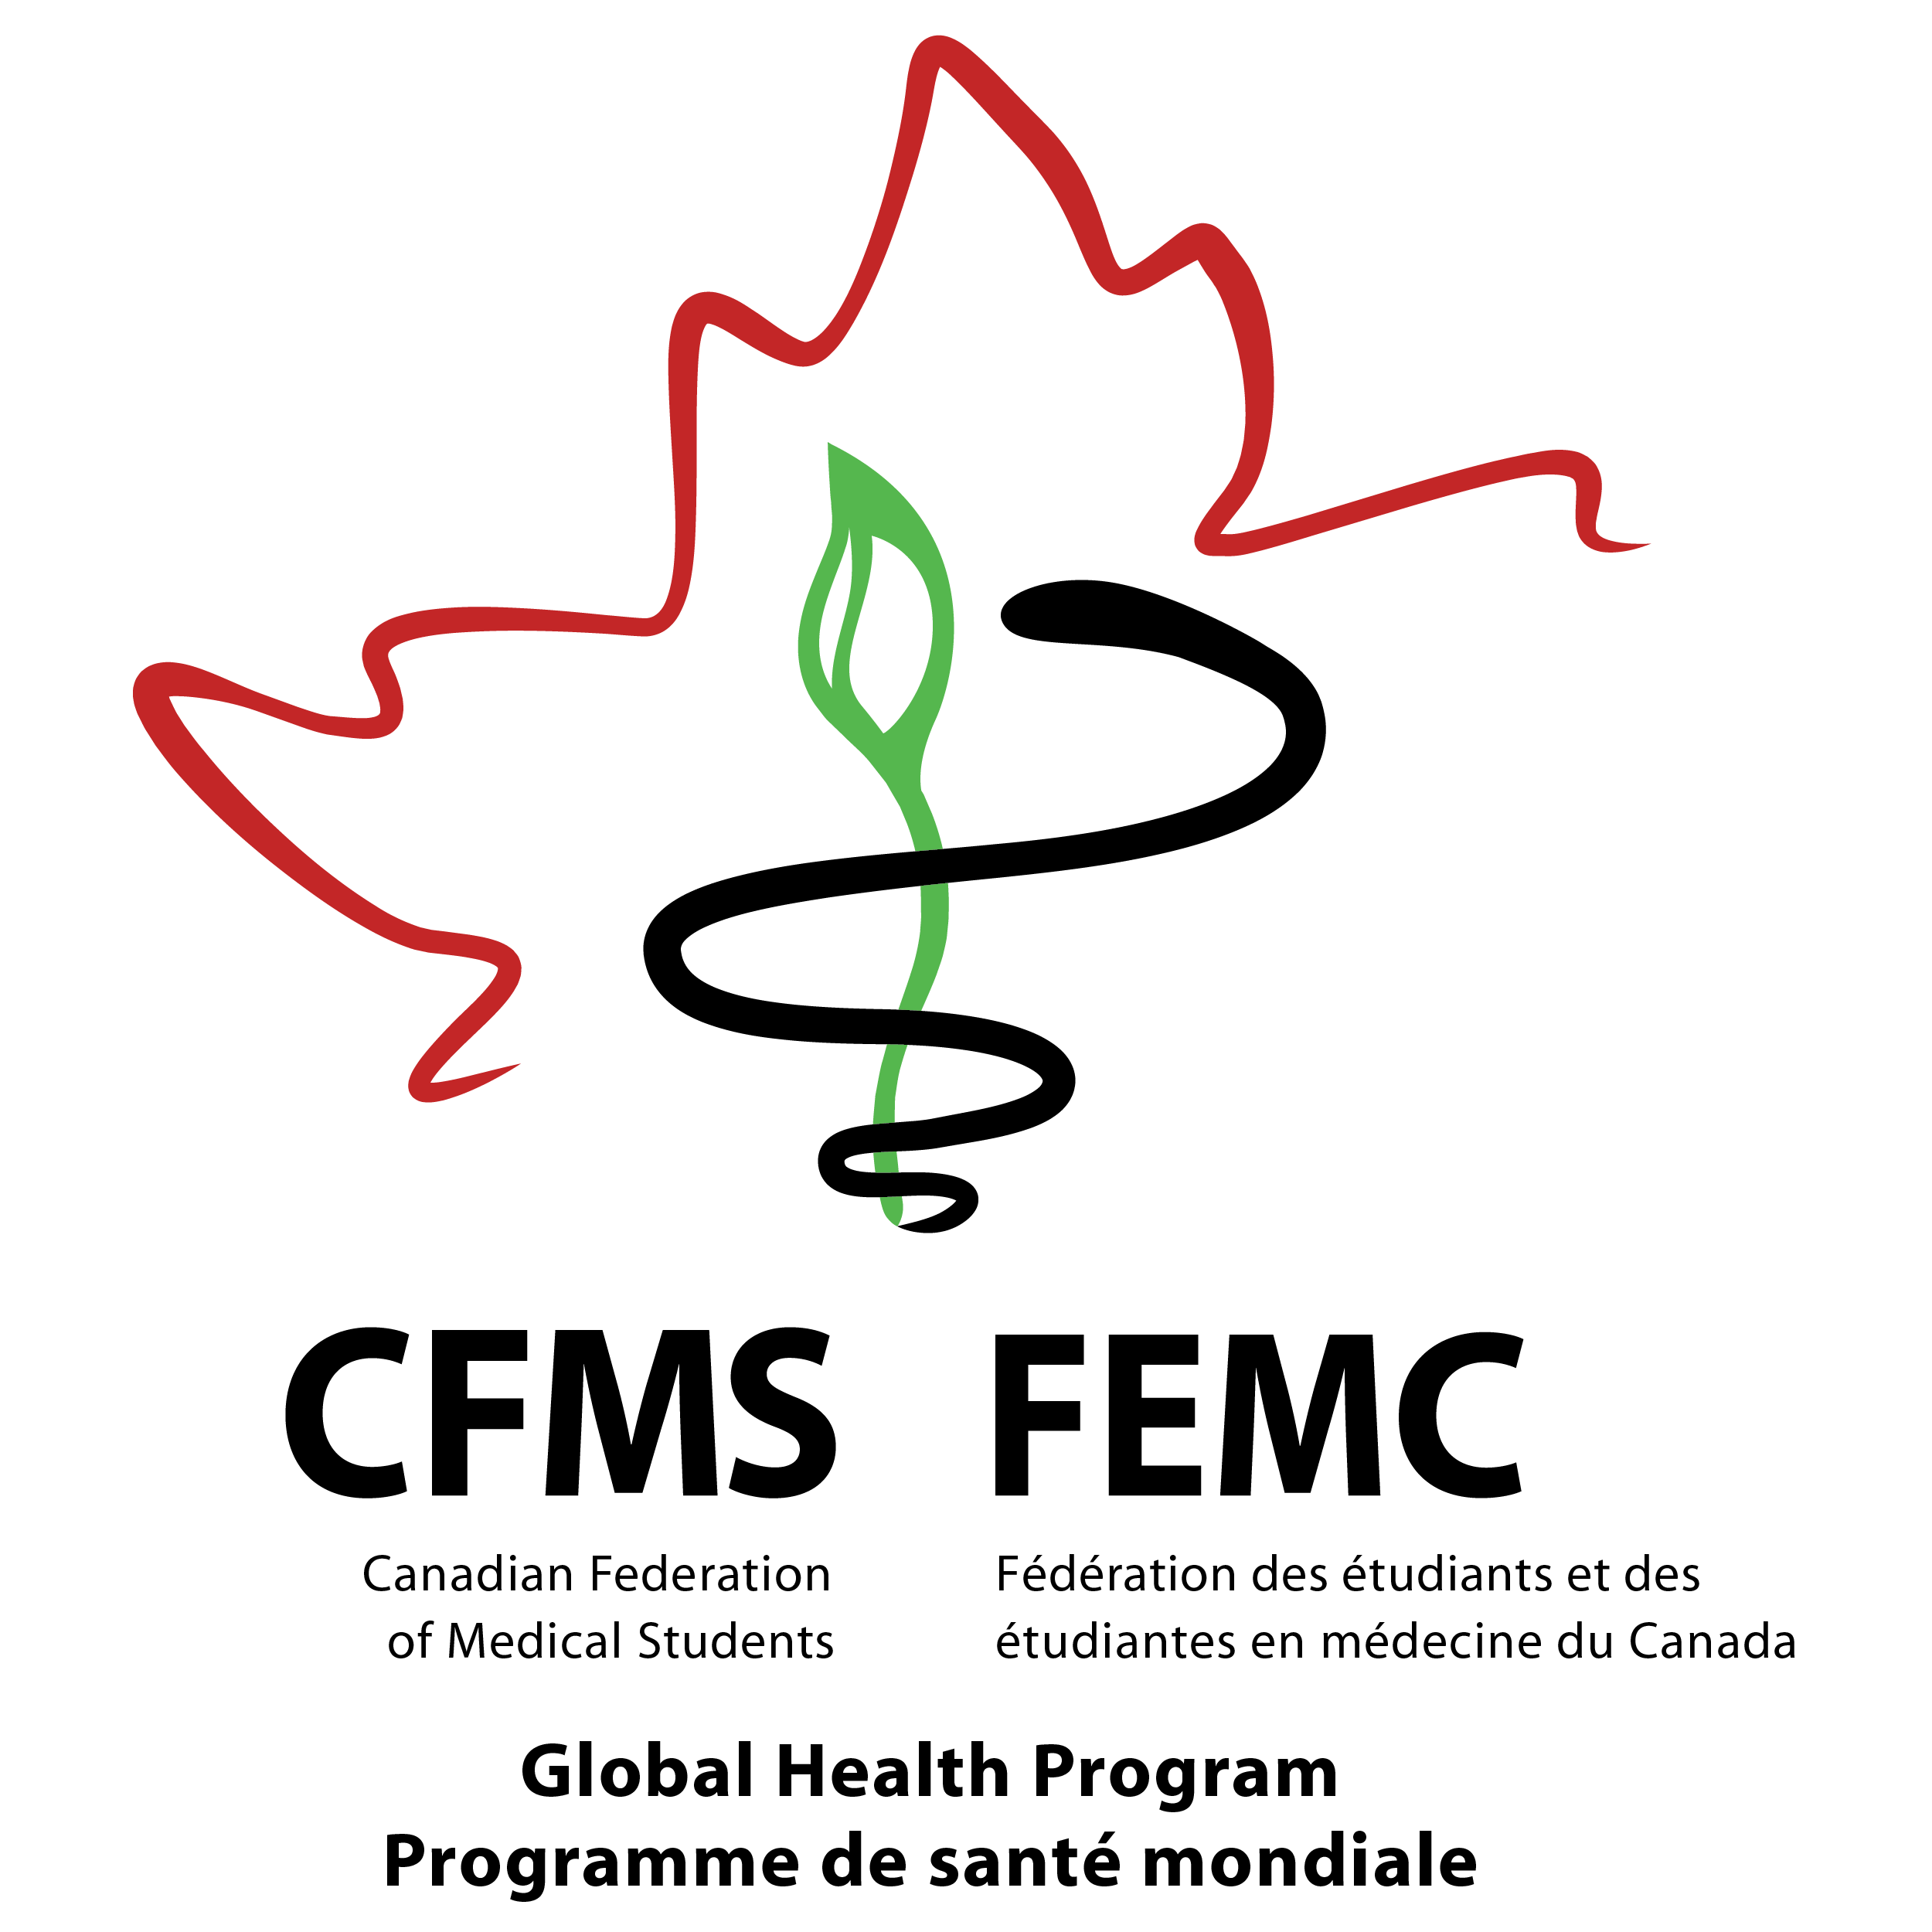 CFMS FEMC
Canadian Federation
of Medical Students
Fédération des étudiants et des
étudiantes en médecine du Canada
Global Health Program
Programme de santé mondiale